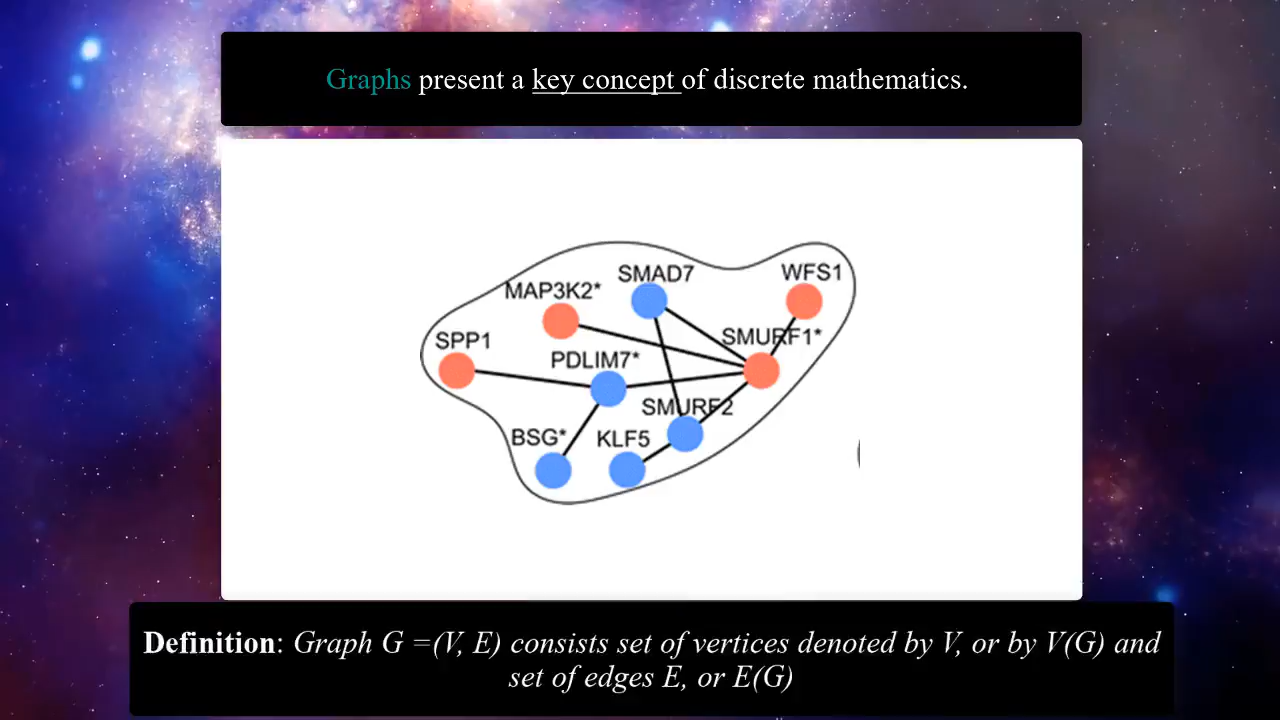 Graphs present a key concept of discrete mathematics.
SMAD7
WFS1
MAP3K2*
SPP1
SMURF1*
PDLIM7*
SMURF2
BSG*
KLF5
Definition: Graph G =(V, E) consists set of vertices denoted by V, or by V(G) and
set of edges E, or E(G)